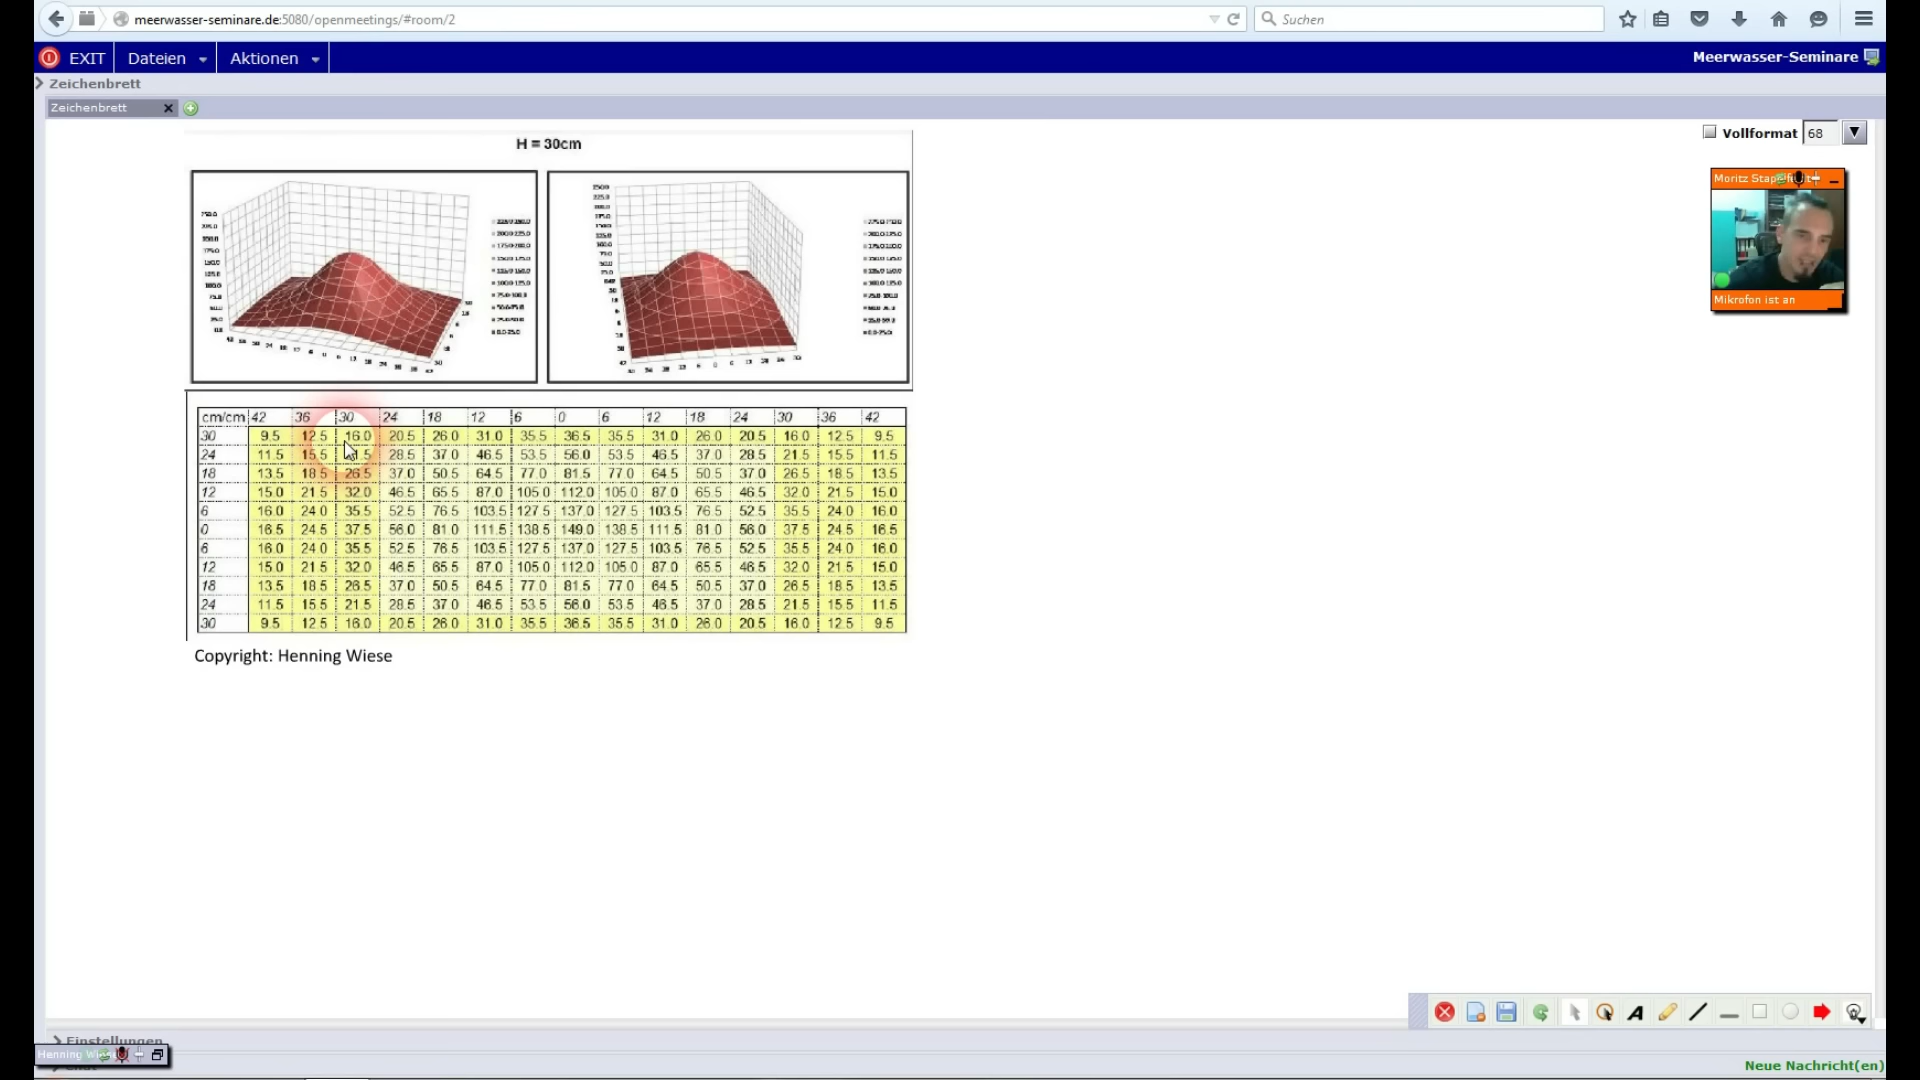 meerwasser-seminare.de:5080/openmeetings/#room/2
Suchen
EXIT Dateien Aktionen
Meerwasser-Seminare
Zeichenbrett
Zeichenbrett
Vollformat 68
H = 30cm
Moritz
Mikrofon ist an
cm/cm 42 36 30 24 18 12 6 0 6 12 18 24 30 36 42
30 9.5 12.5 16.0 20.5 26.0 31.0 35.5 36.5 35.5 31.0 26.0 20.5 16.0 12.5 9.5
24 11.5 15.5 28.5 37.0 46.5 53.5 56.0 53.5 46.5 37.0 28.5 21.5 15.5 11.5
18 13.5 18.5 26.5 37.0 50.5 64.5 77.0 81.5 77.0 64.5 50.5 37.0 26.5 18.5 13.5
12 15.0 21.5 32.0 46.5 65.5 87.0 105.0 112.0 105.0 87.0 65.5 46.5 32.0 21.5 15.0
6 16.0 24.0 35.5 52.5 76.5 103.5 127.5 137.0 127.5 103.5 76.5 52.5 35.5 24.0 16.0
0 16.5 24.5 37.5 56.0 81.0 111.5 138.5 149.0 138.5 111.5 81.0 56.0 37.5 24.5 16.5
6 16.0 24.0 35.5 52.5 76.5 103.5 127.5 137.0 127.5 103.5 76.5 52.5 35.5 24.0 16.0
12 15.0 21.5 32.0 46.5 65.5 87.0 105.0 112.0 105.0 87.0 65.5 46.5 32.0 21.5 15.0
18 13.5 18.5 26.5 37.0 50.5 64.5 77.0 81.5 77.0 64.5 50.5 37.0 26.5 18.5 13.5
24 11.5 15.5 21.5 28.5 37.0 46.5 53.5 56.0 53.5 46.5 37.0 28.5 21.5 15.5 11.5
30 9.5 12.5 16.0 20.5 26.0 31.0 35.5 36.5 35.5 31.0 26.0 20.5 16.0 12.5 9.5
Copyright: Henning Wiese
Einstellungen
Henning
Neue Nachricht(en)